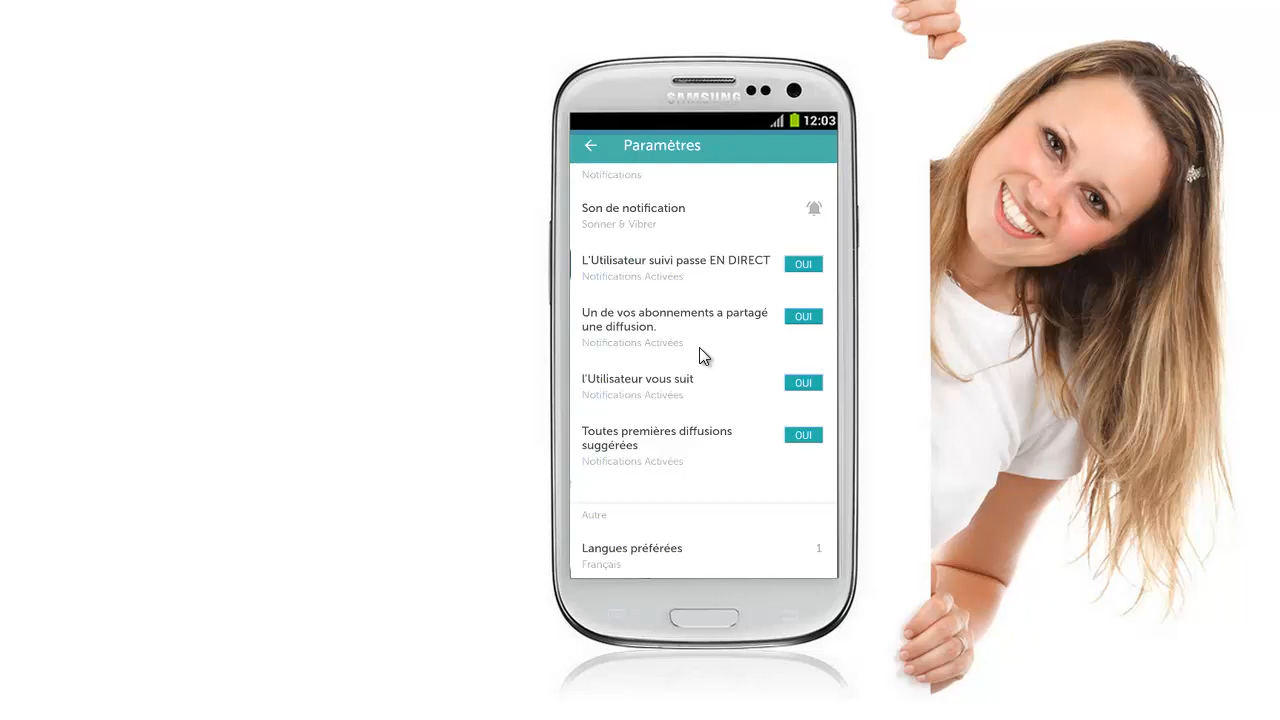 SAMSUNG
12:03
Paramètres
Notifications
Son de notification
Sonner & Vibrer
L'Utilisateur suivi passe EN DIRECT
OUI
Notifications Activées
Un de vos abonnements a partagé
une diffusion.
OUI
Notifications Activées
l'Utilisateur vous suit
OUI
Notifications Activées
Toutes premières diffusions
suggérées
OUI
Notifications Activées
Autre
Langues préférées
1
Français